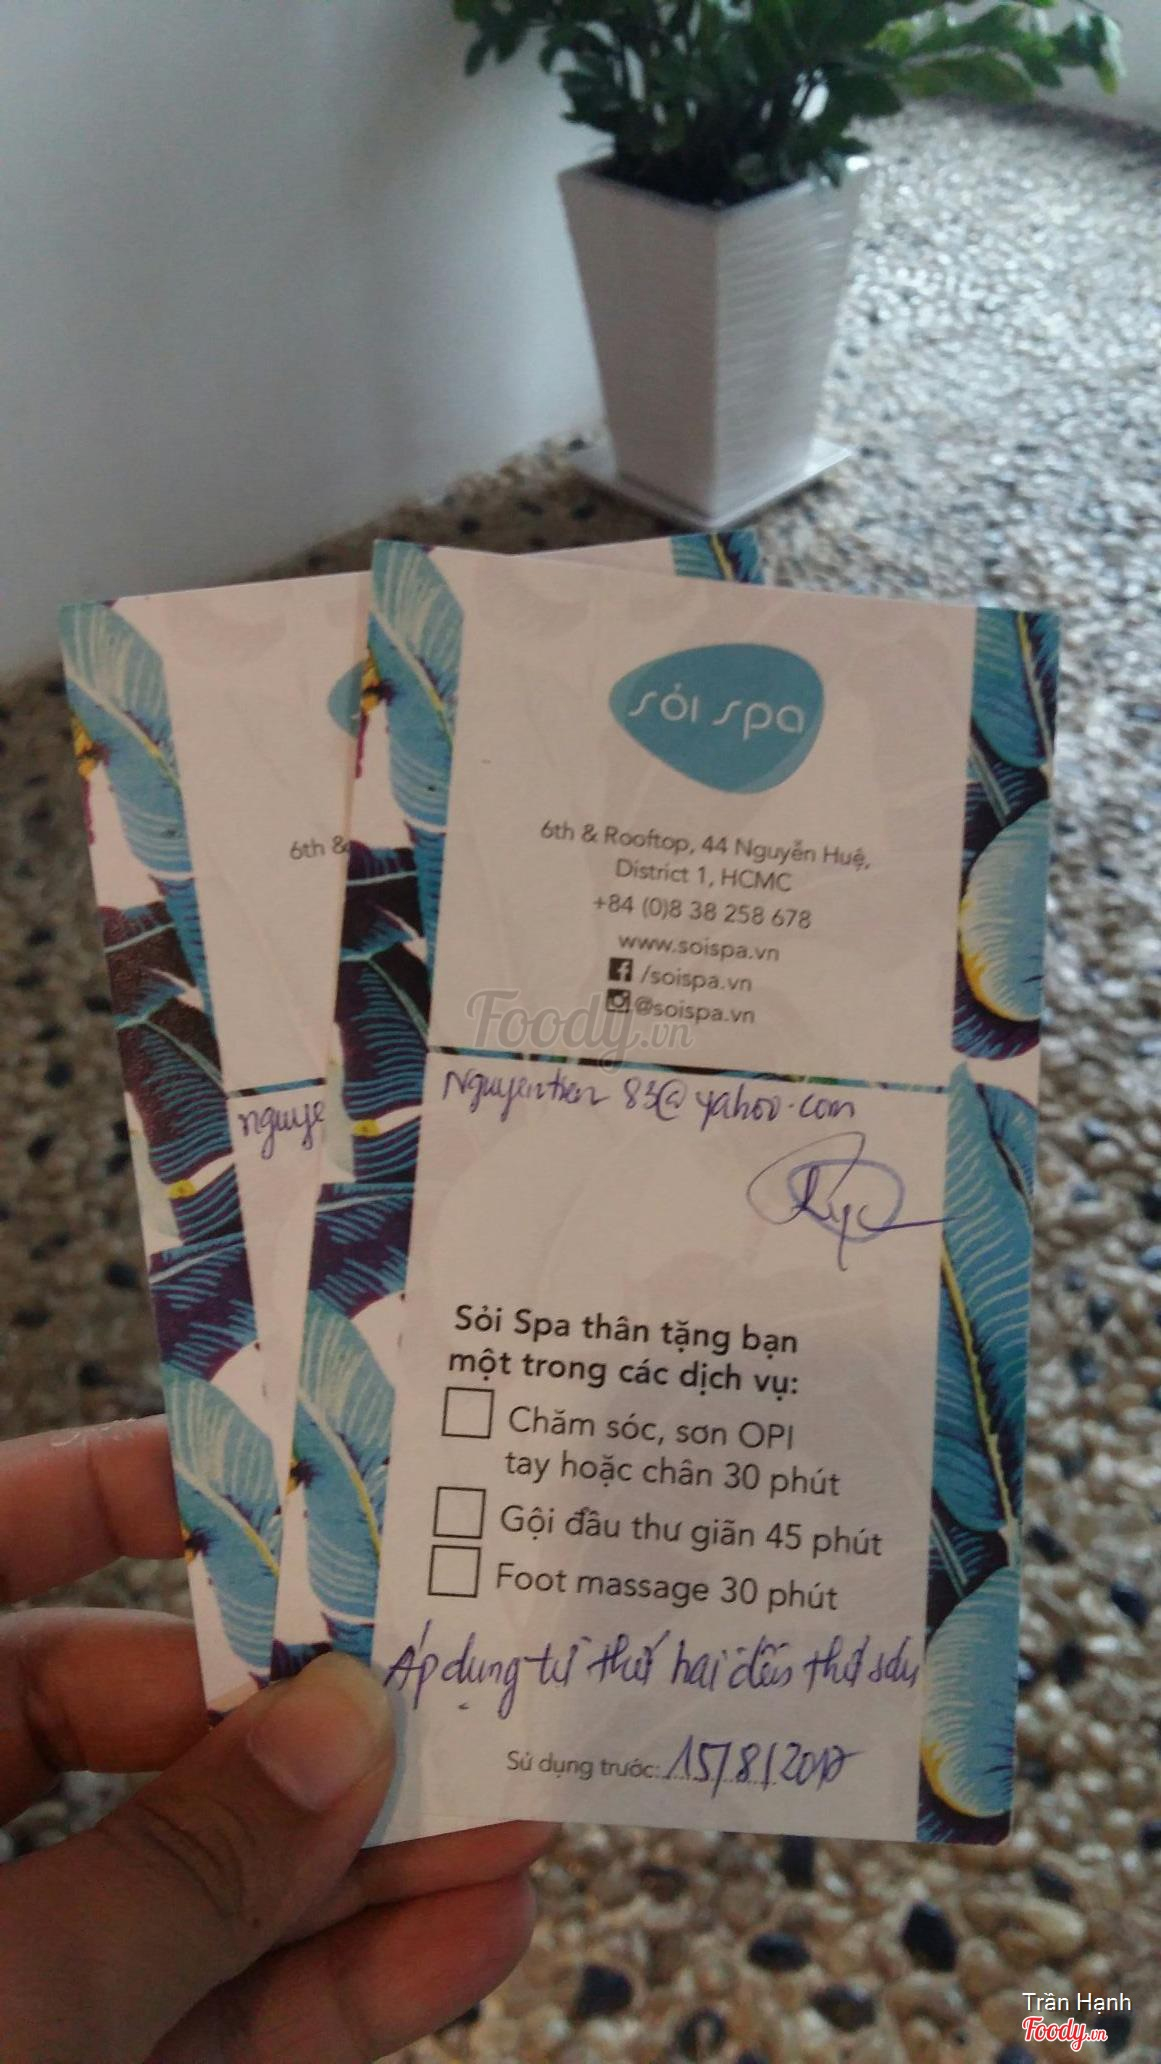 sỏi spa
6th & Rooftop, 44 Nguyễn Huệ,
District 1, HCMC
+84 (0)8 38 258 678
www.soispa.vn
/soispa.vn
@soispa.vn
6th &
Foody.vn
Nguyentien 83@yahoo.com
nguye
Sỏi Spa thân tặng bạn
một trong các dịch vụ:
Chăm sóc, sơn OPI
tay hoặc chân 30 phút
Gội đầu thư giãn 45 phút
Foot massage 30 phút
Áp dụng từ thứ hai đến thứ sáu
Sử dụng trước: 15/8/2017
Trần Hạnh
Foody.vn